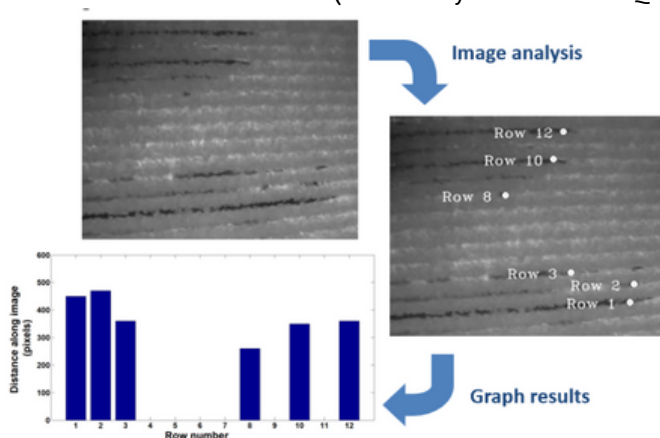 Image analysis
Row 12
Row 10
Row 8
Row 3
Row 2
Row 1
Distance along image
(pixels)
600
500
400
300
200
100
0
1 2 3 4 5 6 7 8 9 10 11 12
Row number
Graph results